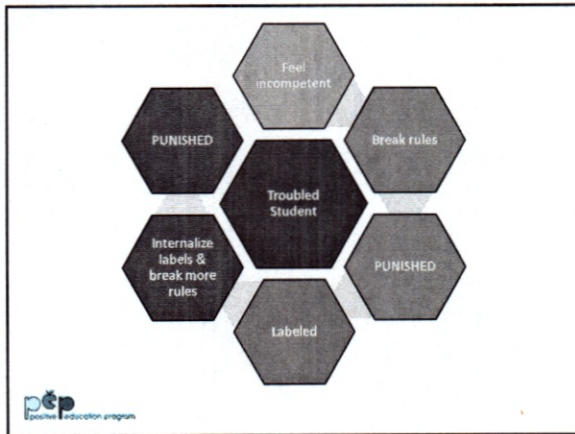 Feel
incompetent
Break rules
PUNISHED
Labeled
Internalize
labels &
break more
rules
PUNISHED
Troubled
Student
pep
positive education program